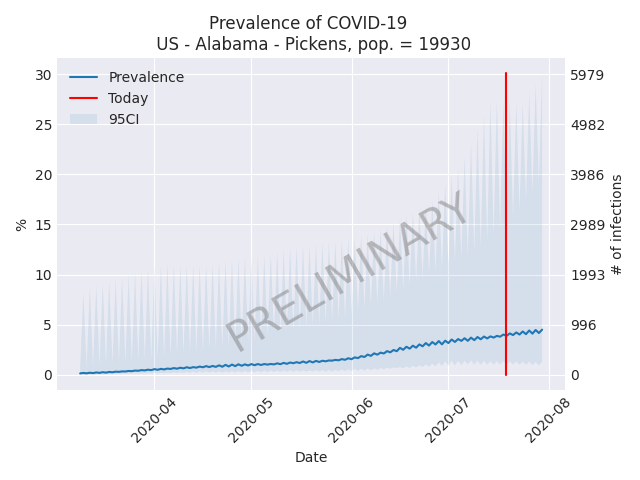 Prevalence of COVID-19
US - Alabama - Pickens, pop. = 19930
Prevalence
Today
95CI
30
25
20
15
10
5
0
%
5979
4982
3986
2989
1993
996
0
# of infections
PRELIMINARY
2020-04
2020-05
2020-06
2020-07
2020-08
Date